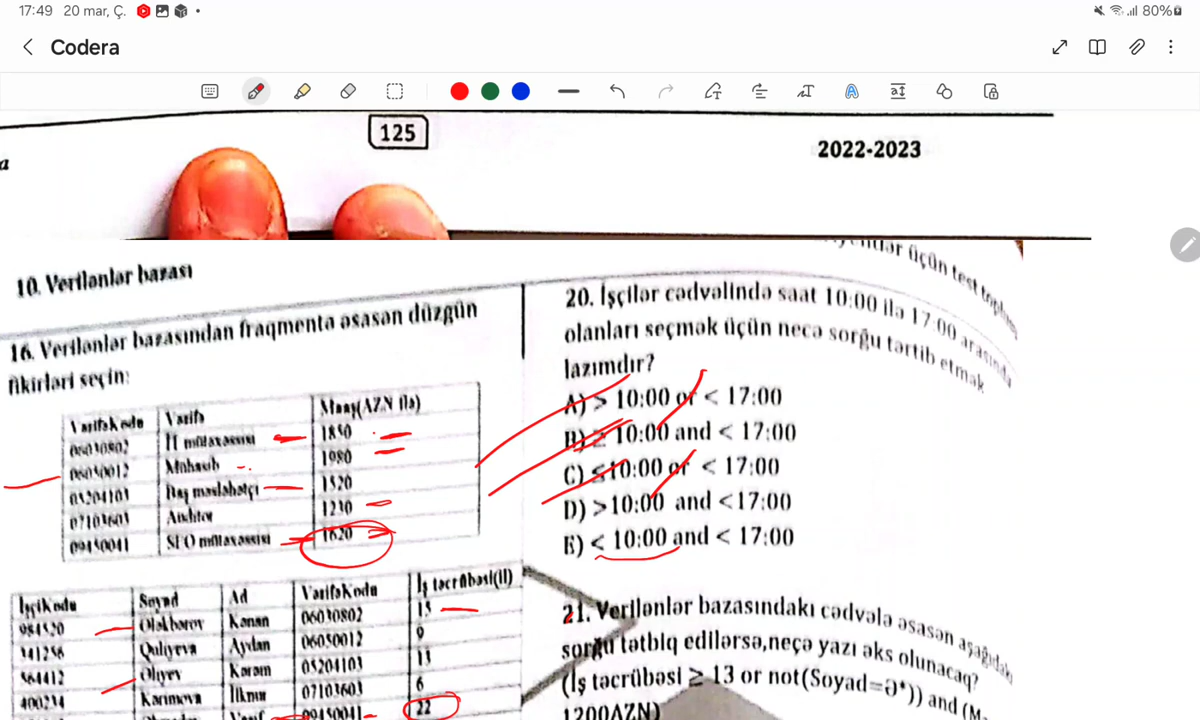 17:49 20 mar, Ç.
80%
Codera
125
2022-2023
üçün test
10. Verilənlər bazası
16. Verilənlər bazasından fraqmentə əsasən düzgün
fikirləri seçin:
VəzifəKodu Vəzifə Maaş(AZN ilə)
06030802 IT mütəxəssisi 1850
06050012 Mühasib 1980
05204103 Baş məsləhətçi 1520
07103603 Auditor 1230
09450041 SEO mütəxəssisi 1620
İşçiKodu Soyad Ad VəzifəKodu İş təcrübəsi(il)
984520 Ələkbərov Kənan 06030802 15
341256 Quliyeva Aydan 06050012 9
564412 Əliyev Kərəm 05204103 13
400234 Kərimova İlknur 07103603 6
09450041 22
20. İşçilər cədvəlində saat 10:00 ilə 17:00 arasında
olanları seçmək üçün necə sorğu tərtib etmək
lazımdır?
A) > 10:00 or < 17:00
B) ≥ 10:00 and < 17:00
C) ≤ 10:00 or < 17:00
D) >10:00 and <17:00
E) < 10:00 and < 17:00
21. Verilənlər bazasındakı cədvələ əsasən aşağıdakı
sorğu tətbiq edilərsə,neçə yazı əks olunacaq?
(İş təcrübəsi ≥ 13 or not(Soyad=Ə*)) and
1200AZN)